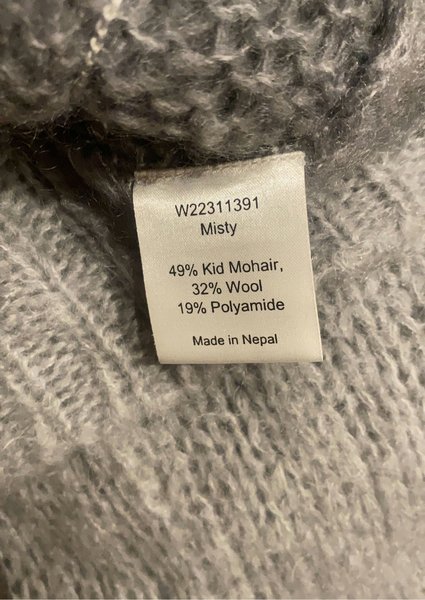 W22311391
Misty
49% Kid Mohair,
32% Wool
19% Polyamide
Made in Nepal